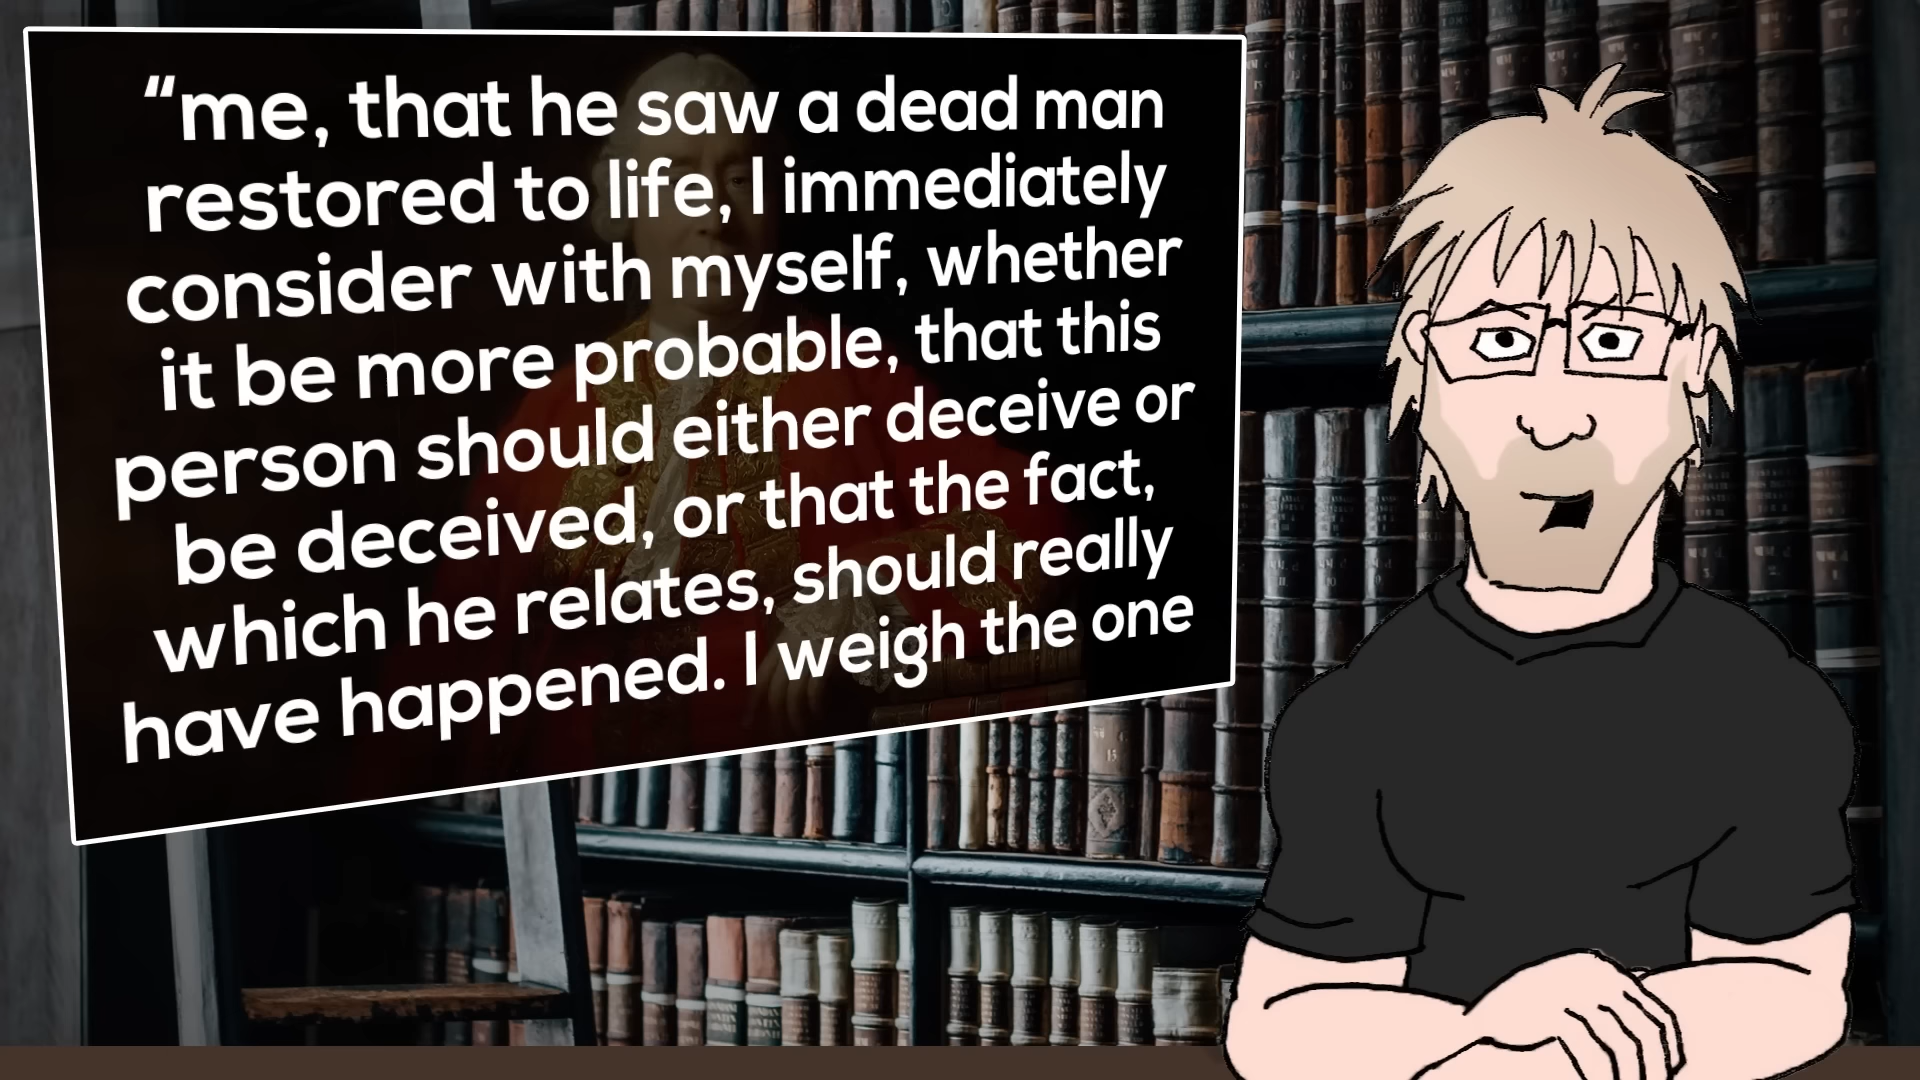 “me, that he saw a dead man
restored to life, I immediately
consider with myself, whether
it be more probable, that this
person should either deceive or
be deceived, or that the fact,
which he relates, should really
have happened. I weigh the one